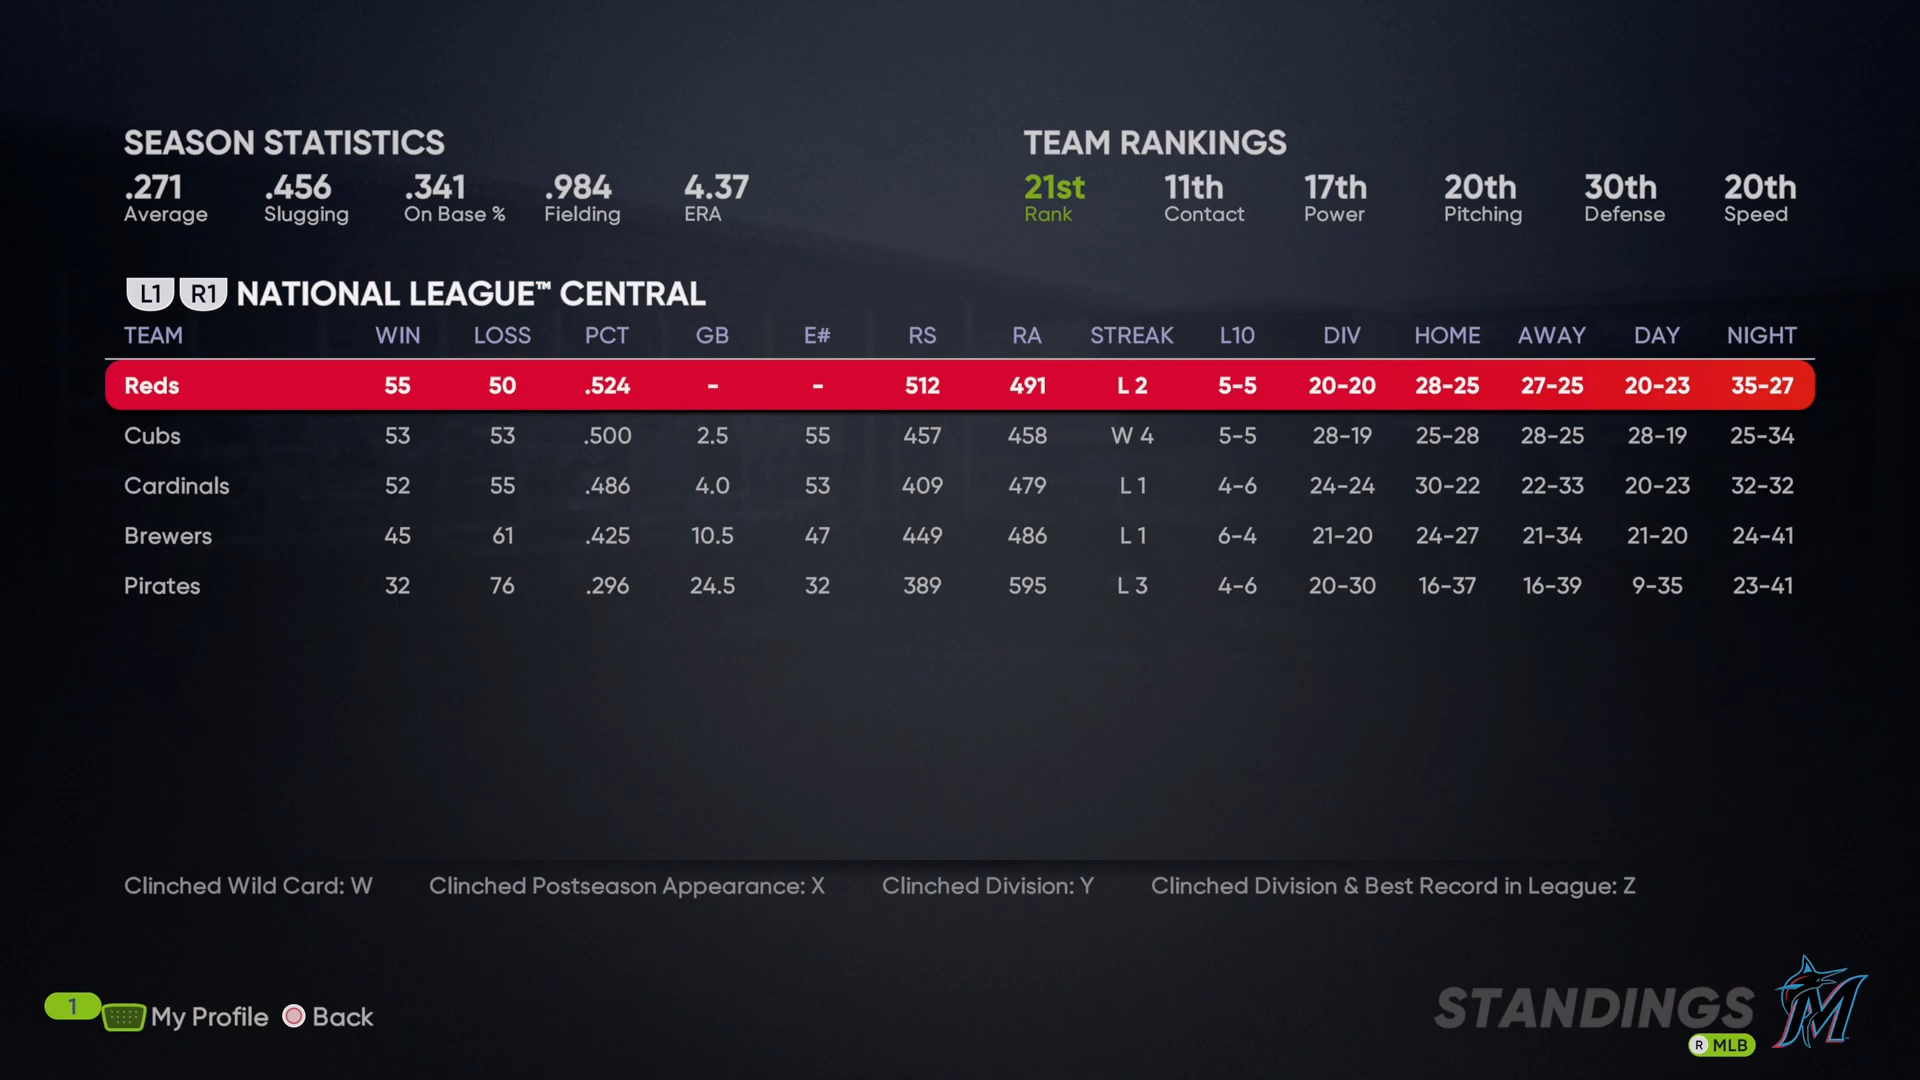 SEASON STATISTICS
.271 .456 .341 .984 4.37
Average Slugging On Base % Fielding ERA
TEAM RANKINGS
21st 11th 17th 20th 30th 20th
Rank Contact Power Pitching Defense Speed
L1 R1 NATIONAL LEAGUE™ CENTRAL
TEAM WIN LOSS PCT GB E# RS RA STREAK L10 DIV HOME AWAY DAY NIGHT
Reds 55 50 .524 - - 512 491 L 2 5-5 20-20 28-25 27-25 20-23 35-27
Cubs 53 53 .500 2.5 55 457 458 W 4 5-5 28-19 25-28 28-25 28-19 25-34
Cardinals 52 55 .486 4.0 53 409 479 L 1 4-6 24-24 30-22 22-33 20-23 32-32
Brewers 45 61 .425 10.5 47 449 486 L 1 6-4 21-20 24-27 21-34 21-20 24-41
Pirates 32 76 .296 24.5 32 389 595 L 3 4-6 20-30 16-37 16-39 9-35 23-41
Clinched Wild Card: W Clinched Postseason Appearance: X Clinched Division: Y Clinched Division & Best Record in League: Z
1 My Profile Back
STANDINGS M
R MLB